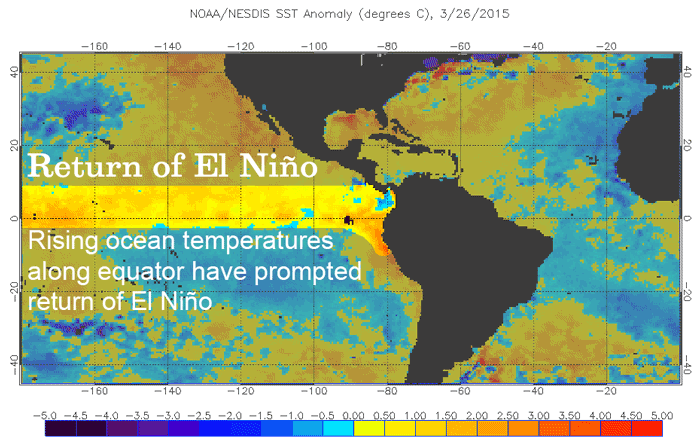 NOAA/NESDIS SST Anomaly (degrees C), 3/26/2015
-160 -140 -120 -100 -80 -60 -40 -20
40 40
20 20
Return of El Niño
0 0
Rising ocean temperatures
along equator have prompted
-20 -20
return of El Niño
-40 -40
-160 -140 -120 -100 -80 -60 -40 -20
-5.0 -4.5 -4.0 -3.5 -3.0 -2.5 -2.0 -1.5 -1.0 -0.5 0.00 0.50 1.00 1.50 2.00 2.50 3.00 3.50 4.00 4.50 5.00